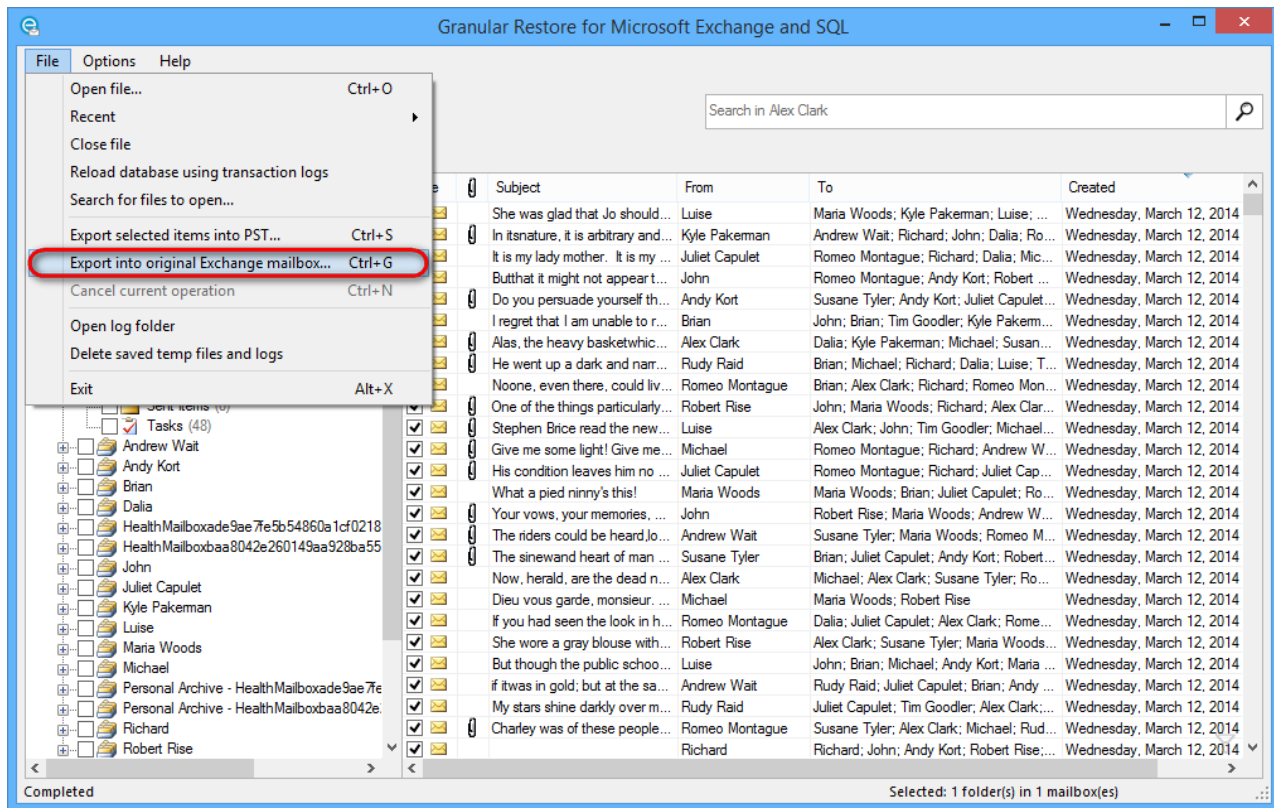 Granular Restore for Microsoft Exchange and SQL
File Options Help
Open file... Ctrl+O
Recent
Close file
Reload database using transaction logs
Search for files to open...
Export selected items into PST... Ctrl+S
Export into original Exchange mailbox... Ctrl+G
Cancel current operation Ctrl+N
Open log folder
Delete saved temp files and logs
Exit Alt+X
Search in Alex Clark
Tasks (48)
Andrew Wait
Andy Kort
Brian
Dalia
HealthMailboxade9ae7fe5b54860a1cf0218
HealthMailboxbaa8042e260149aa928ba55
John
Juliet Capulet
Kyle Pakerman
Luise
Maria Woods
Michael
Personal Archive - HealthMailboxade9ae7fe
Personal Archive - HealthMailboxbaa8042e
Richard
Robert Rise
Subject From To Created
She was glad that Jo should... Luise Maria Woods; Kyle Pakerman; Luise; ... Wednesday, March 12, 2014
In itsnature, it is arbitrary and... Kyle Pakerman Andrew Wait; Richard; John; Dalia; Ro... Wednesday, March 12, 2014
It is my lady mother. It is my ... Juliet Capulet Romeo Montague; Richard; Dalia; Mic... Wednesday, March 12, 2014
Butthat it might not appear t... John Romeo Montague; Andy Kort; Robert ... Wednesday, March 12, 2014
Do you persuade yourself th... Andy Kort Susane Tyler; Andy Kort; Juliet Capulet... Wednesday, March 12, 2014
I regret that I am unable to r... Brian John; Brian; Tim Goodler; Kyle Pakerm... Wednesday, March 12, 2014
Alas, the heavy basketwhic... Alex Clark Dalia; Kyle Pakerman; Michael; Susan... Wednesday, March 12, 2014
He went up a dark and narr... Rudy Raid Brian; Michael; Richard; Dalia; Luise; T... Wednesday, March 12, 2014
Noone, even there, could liv... Romeo Montague Brian; Alex Clark; Richard; Romeo Mon... Wednesday, March 12, 2014
One of the things particularly... Robert Rise John; Maria Woods; Richard; Alex Clar... Wednesday, March 12, 2014
Stephen Brice read the new... Luise Alex Clark; John; Tim Goodler; Michael... Wednesday, March 12, 2014
Give me some light! Give me... Michael Romeo Montague; Richard; Andrew W... Wednesday, March 12, 2014
His condition leaves him no ... Juliet Capulet Romeo Montague; Richard; Juliet Cap... Wednesday, March 12, 2014
What a pied ninny's this! Maria Woods Maria Woods; Brian; Juliet Capulet; Ro... Wednesday, March 12, 2014
Your vows, your memories, ... John Robert Rise; Maria Woods; Andrew W... Wednesday, March 12, 2014
The riders could be heard,lo... Andrew Wait Susane Tyler; Maria Woods; Romeo M... Wednesday, March 12, 2014
The sinewand heart of man ... Susane Tyler Brian; Juliet Capulet; Andy Kort; Robert... Wednesday, March 12, 2014
Now, herald, are the dead n... Alex Clark Michael; Alex Clark; Susane Tyler; Ro... Wednesday, March 12, 2014
Dieu vous garde, monsieur. ... Michael Maria Woods; Robert Rise Wednesday, March 12, 2014
If you had seen the look in h... Romeo Montague Dalia; Juliet Capulet; Alex Clark; Rome... Wednesday, March 12, 2014
She wore a gray blouse with... Robert Rise Alex Clark; Susane Tyler; Maria Woods... Wednesday, March 12, 2014
But though the public schoo... Luise John; Brian; Michael; Andy Kort; Maria ... Wednesday, March 12, 2014
if itwas in gold; but at the sa... Andrew Wait Rudy Raid; Juliet Capulet; Brian; Andy ... Wednesday, March 12, 2014
My stars shine darkly over m... Rudy Raid Juliet Capulet; Tim Goodler; Alex Clark;... Wednesday, March 12, 2014
Charley was of these people... Romeo Montague Susane Tyler; Alex Clark; Michael; Rud... Wednesday, March 12, 2014
Richard Richard; John; Andy Kort; Robert Rise;... Wednesday, March 12, 2014
Completed Selected: 1 folder(s) in 1 mailbox(es)